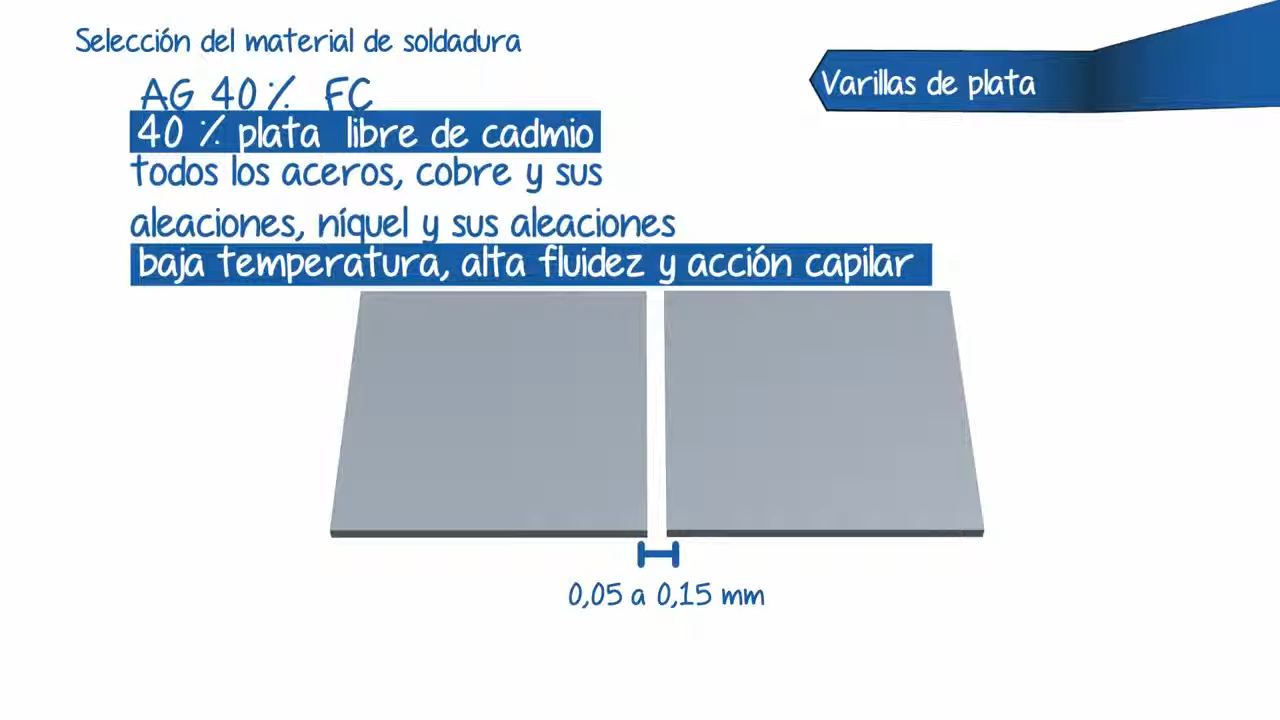 Selección del material de soldadura
Varillas de plata
AG 40 % FC
40 % plata libre de cadmio
todos los aceros, cobre y sus
aleaciones, níquel y sus aleaciones
baja temperatura, alta fluidez y acción capilar
0,05 a 0,15 mm